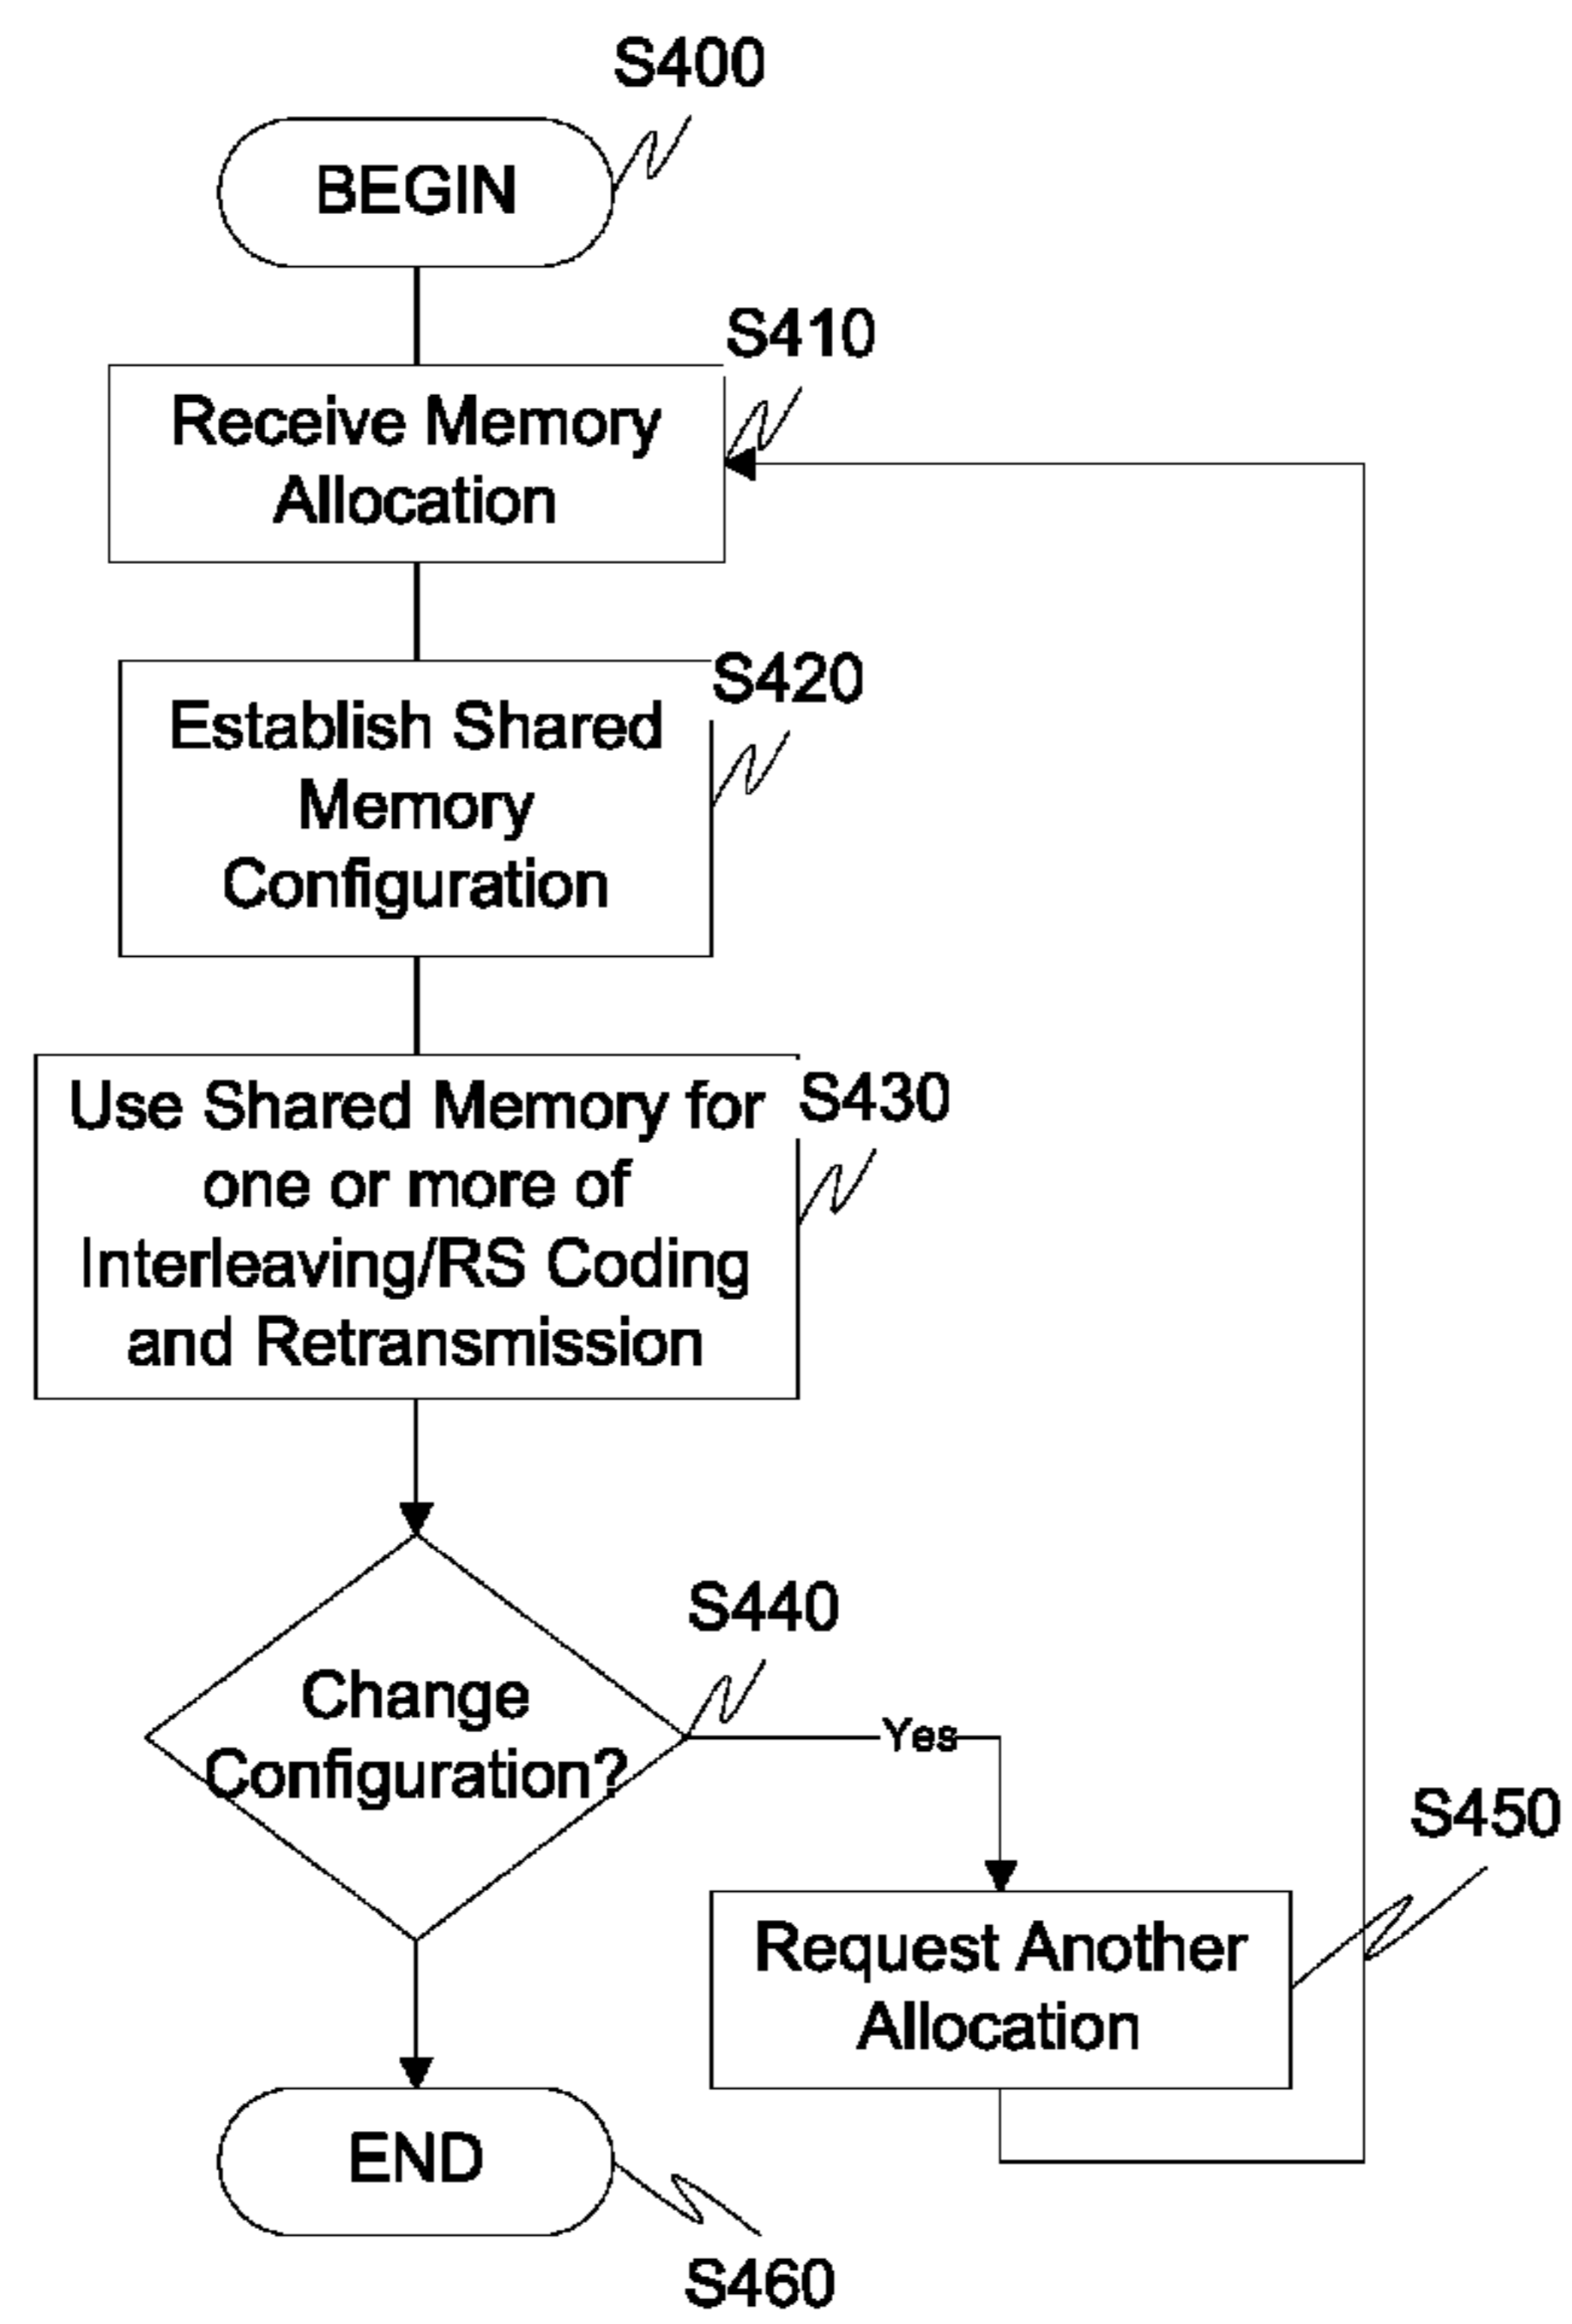 S400
BEGIN
S410
Receive Memory
Allocation
S420
Establish Shared
Memory
Configuration
S430
Use Shared Memory for
one or more of
Interleaving/RS Coding
and Retransmission
S440
Change
Configuration?
Yes
S450
Request Another
Allocation
END
S460